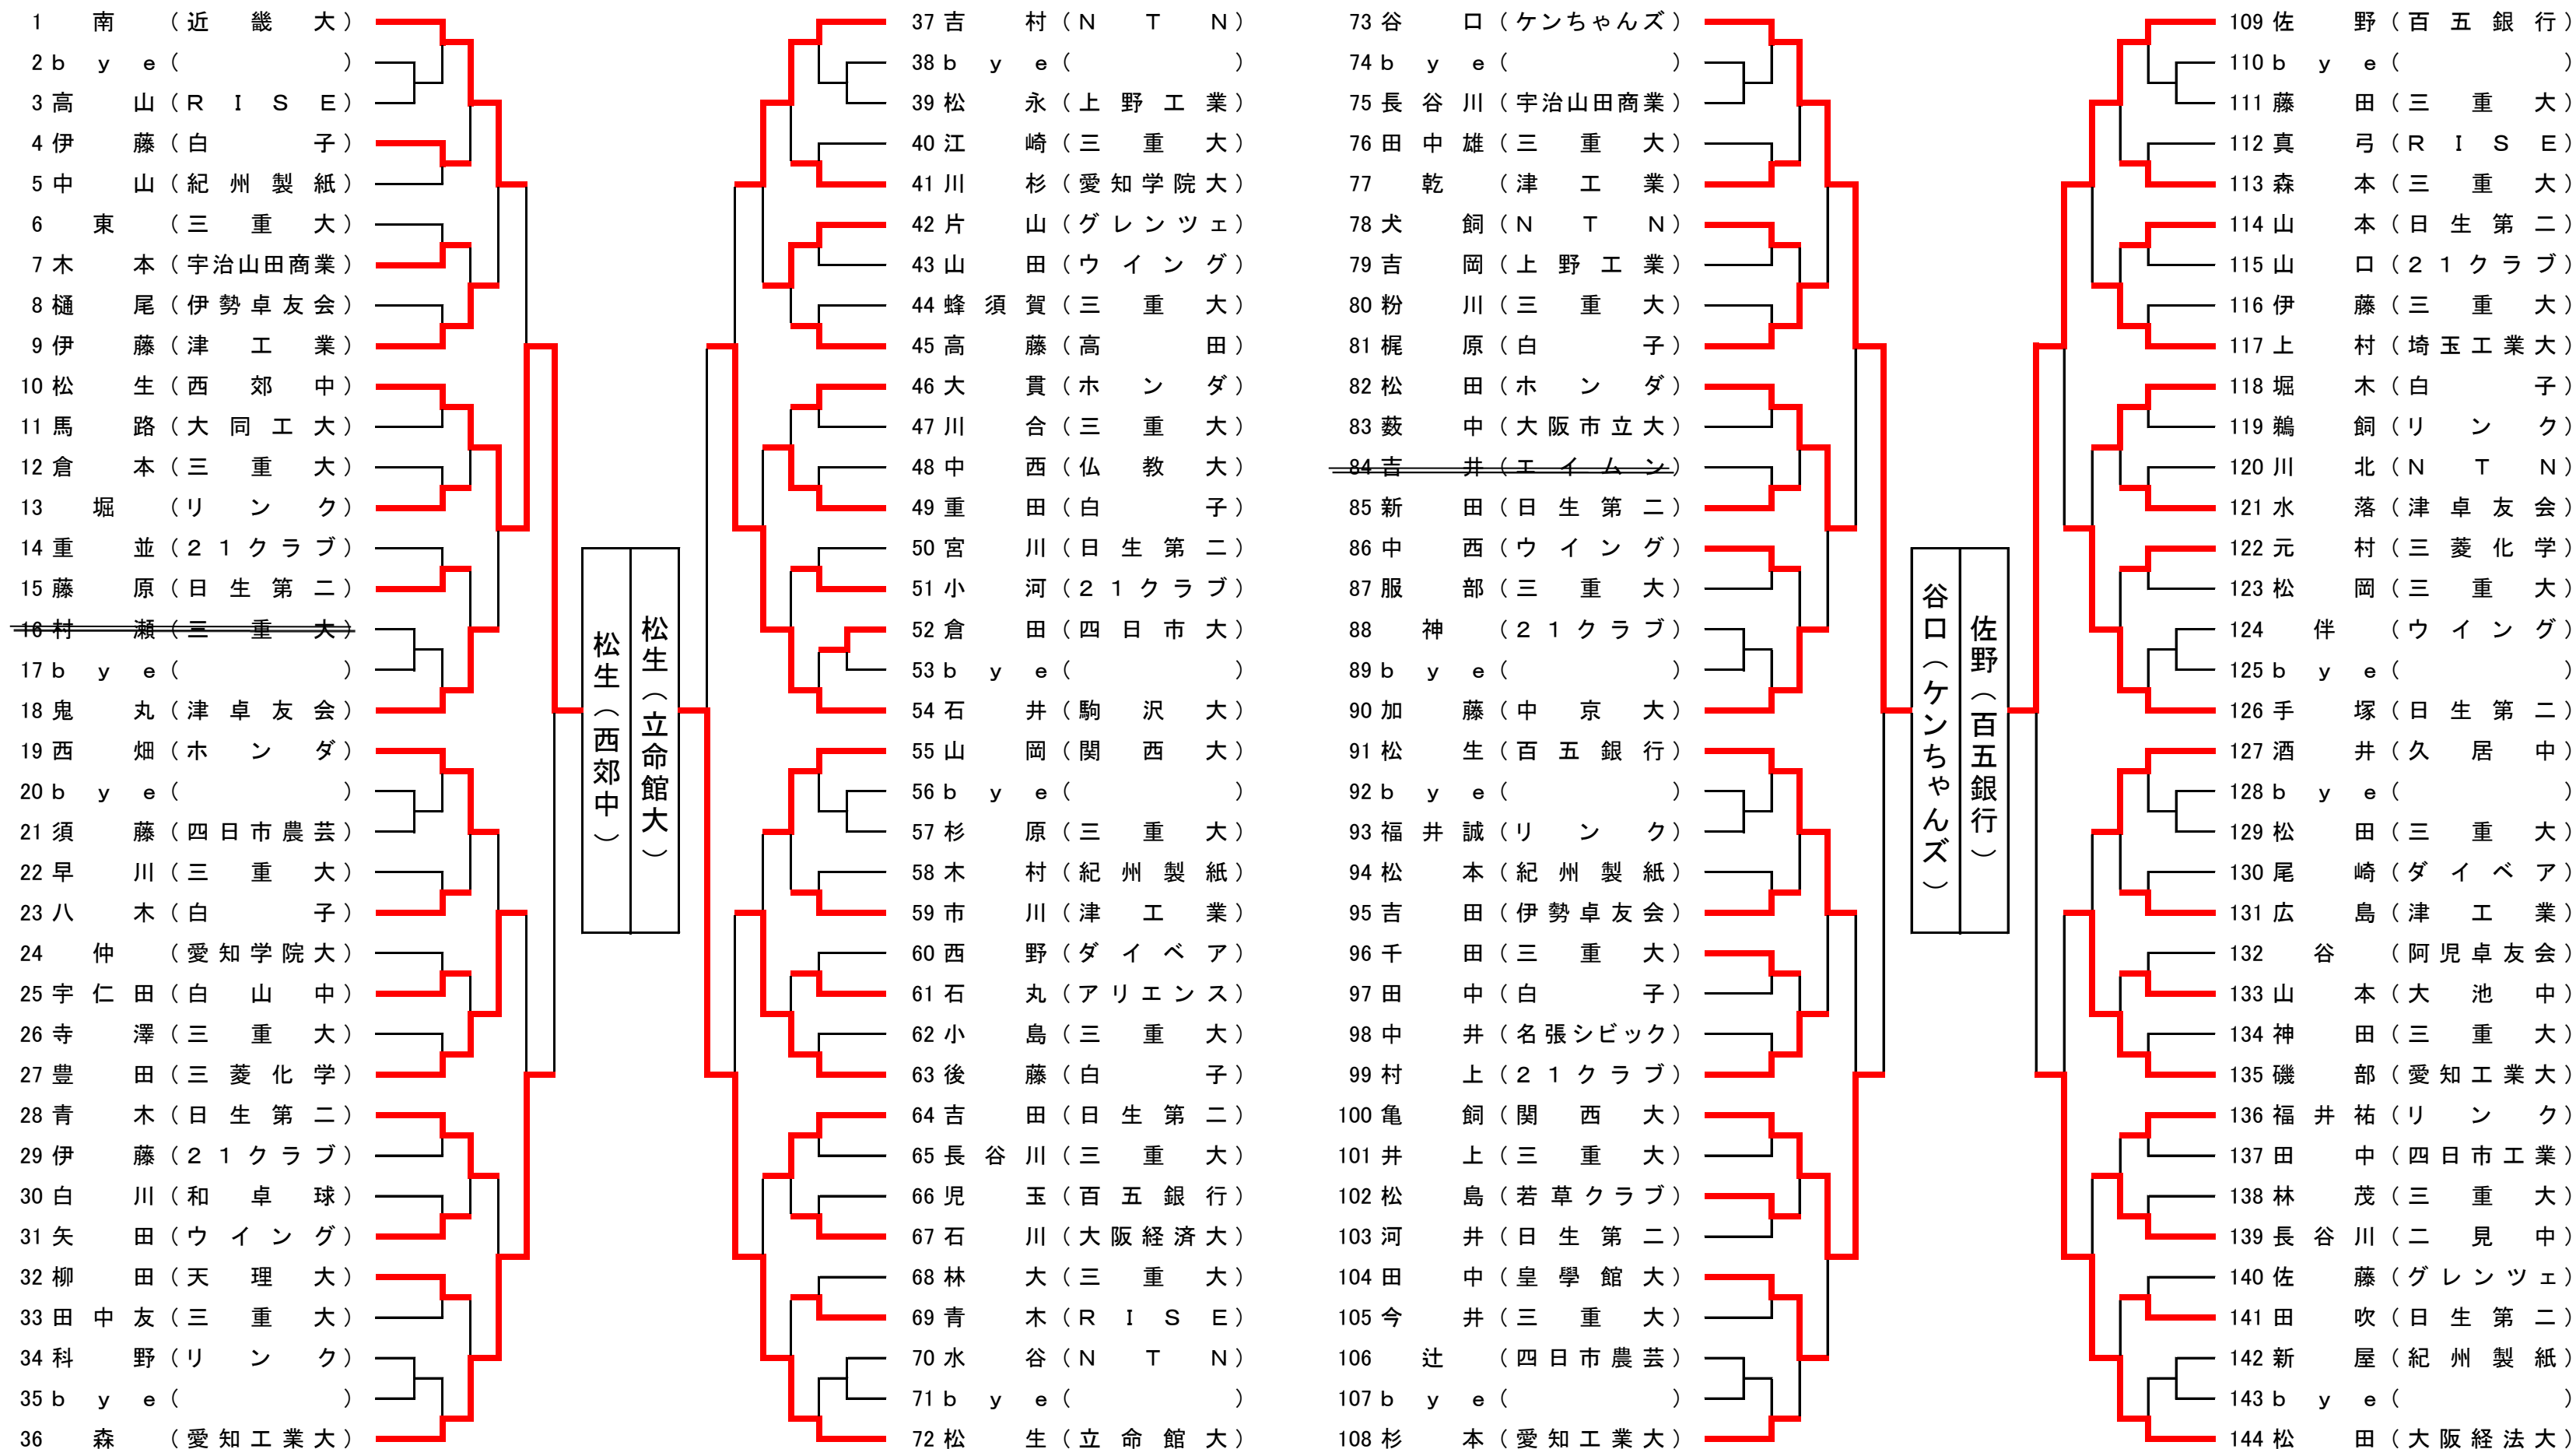 1 南 (近畿大)
2 bye ( )
3 高山 (RISE)
4 伊藤 (白子)
5 中山 (紀州製紙)
6 東 (三重大)
7 木本 (宇治山田商業)
8 樋尾 (伊勢卓友会)
9 伊藤 (津工業)
10 松生 (西郊中)
11 馬路 (大同工大)
12 倉本 (三重大)
13 堀 (リンク)
14 重並 (21クラブ)
15 藤原 (日生第二)
16 村瀬 (三重大)
17 bye ( )
18 鬼丸 (津卓友会)
19 西畑 (ホンダ)
20 bye ( )
21 須藤 (四日市農芸)
22 早川 (三重大)
23 八木 (白子)
24 仲 (愛知学院大)
25 宇仁田 (白山中)
26 寺澤 (三重大)
27 豊田 (三菱化学)
28 青木 (日生第二)
29 伊藤 (21クラブ)
30 白川 (和卓球)
31 矢田 (ウイング)
32 柳田 (天理大)
33 田中友 (三重大)
34 科野 (リンク)
35 bye ( )
36 森 (愛知工業大)
松生(西郊中)
松生(立命館大)
37 吉村 (NTN)
38 bye ( )
39 松永 (上野工業)
40 江崎 (三重大)
41 川杉 (愛知学院大)
42 片山 (グレンツェ)
43 山田 (ウイング)
44 蜂須賀 (三重大)
45 高藤 (高田)
46 大貫 (ホンダ)
47 川合 (三重大)
48 中西 (仏教大)
49 重田 (白子)
50 宮川 (日生第二)
51 小河 (21クラブ)
52 倉田 (四日市大)
53 bye ( )
54 石井 (駒沢大)
55 山岡 (関西大)
56 bye ( )
57 杉原 (三重大)
58 木村 (紀州製紙)
59 市川 (津工業)
60 西野 (ダイベア)
61 石丸 (アリエンス)
62 小島 (三重大)
63 後藤 (白子)
64 吉田 (日生第二)
65 長谷川 (三重大)
66 児玉 (百五銀行)
67 石川 (大阪経済大)
68 林大 (三重大)
69 青木 (RISE)
70 水谷 (NTN)
71 bye ( )
72 松生 (立命館大)
73 谷口 (ケンちゃんズ)
74 bye ( )
75 長谷川 (宇治山田商業)
76 田中雄 (三重大)
77 乾 (津工業)
78 犬飼 (NTN)
79 吉岡 (上野工業)
80 粉川 (三重大)
81 梶原 (白子)
82 松田 (ホンダ)
83 薮中 (大阪市立大)
84 吉井 (エイムン)
85 新田 (日生第二)
86 中西 (ウイング)
87 服部 (三重大)
88 神 (21クラブ)
89 bye ( )
90 加藤 (中京大)
91 松生 (百五銀行)
92 bye ( )
93 福井誠 (リンク)
94 松本 (紀州製紙)
95 吉田 (伊勢卓友会)
96 千田 (三重大)
97 田中 (白子)
98 中井 (名張シビック)
99 村上 (21クラブ)
100 亀飼 (関西大)
101 井上 (三重大)
102 松島 (若草クラブ)
103 河井 (日生第二)
104 田中 (皇學館大)
105 今井 (三重大)
106 辻 (四日市農芸)
107 bye ( )
108 杉本 (愛知工業大)
谷口(ケンちゃんズ)
佐野(百五銀行)
109 佐野 (百五銀行)
110 bye ( )
111 藤田 (三重大)
112 真弓 (RISE)
113 森本 (三重大)
114 山本 (日生第二)
115 山口 (21クラブ)
116 伊藤 (三重大)
117 上村 (埼玉工業大)
118 堀木 (白子)
119 鵜飼 (リンク)
120 川北 (NTN)
121 水落 (津卓友会)
122 元村 (三菱化学)
123 松岡 (三重大)
124 伴 (ウイング)
125 bye ( )
126 手塚 (日生第二)
127 酒井 (久居中)
128 bye ( )
129 松田 (三重大)
130 尾崎 (ダイベア)
131 広島 (津工業)
132 谷 (阿児卓友会)
133 山本 (大池中)
134 神田 (三重大)
135 磯部 (愛知工業大)
136 福井祐 (リンク)
137 田中 (四日市工業)
138 林茂 (三重大)
139 長谷川 (二見中)
140 佐藤 (グレンツェ)
141 田吹 (日生第二)
142 新屋 (紀州製紙)
143 bye ( )
144 松田 (大阪経法大)